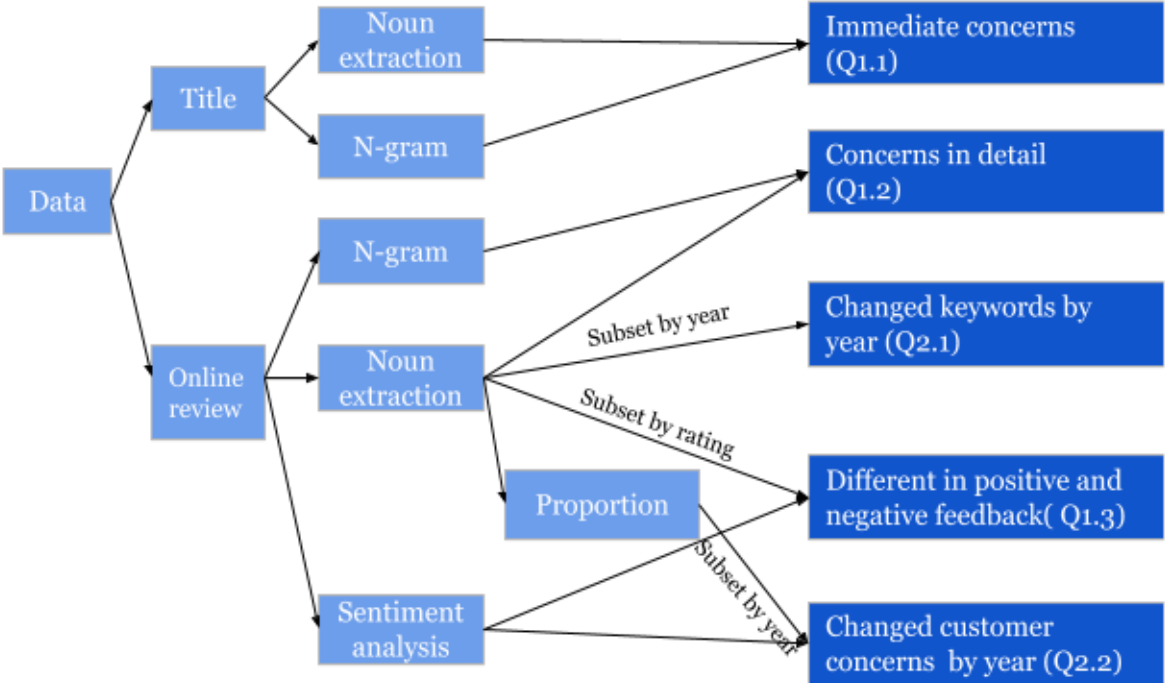 Noun
extraction
Immediate concerns
(Q1.1)
Title
N-gram
Concerns in detail
(Q1.2)
Data
N-gram
Subset by year
Changed keywords by
year (Q2.1)
Online
review
Noun
extraction
Subset by rating
Proportion
Different in positive and
negative feedback( Q1.3)
Subset by year
Sentiment
analysis
Changed customer
concerns  by year (Q2.2)